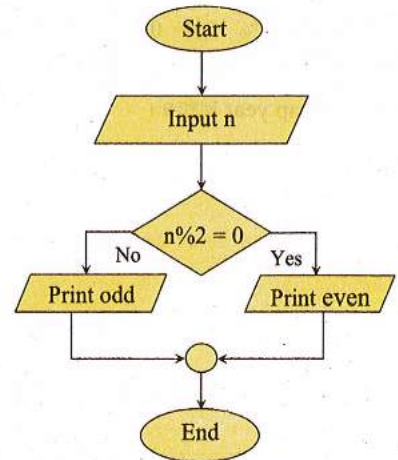 Start
Input n
n%2 = 0
No
Yes
Print odd
Print even
End